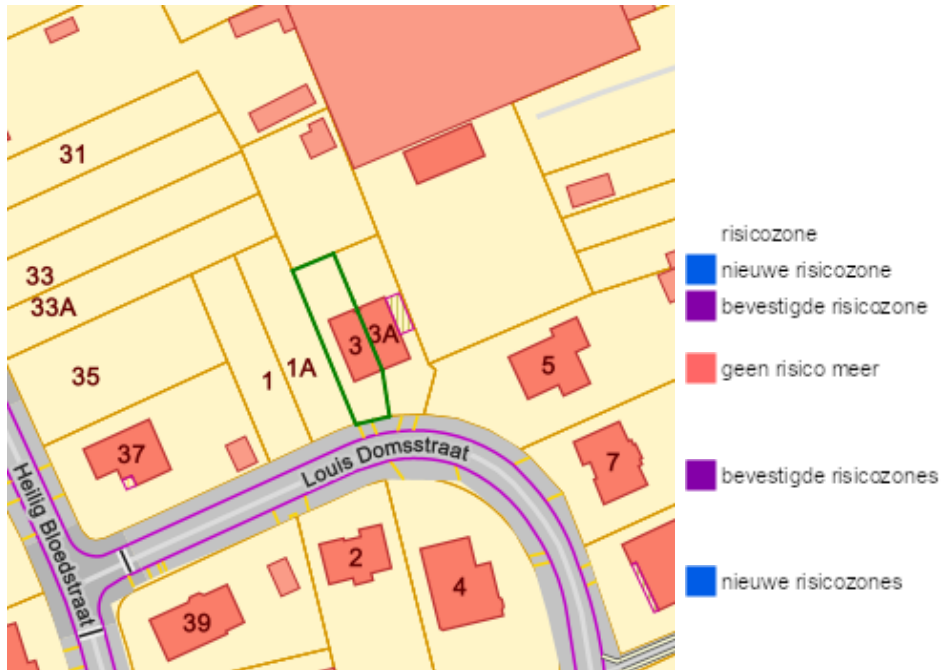 31
33
33A
35
1
1A
3
3A
5
37
7
Heilig Bloedstraat
Louis Domsstraat
2
4
39
risicozone
nieuwe risicozone
bevestigde risicozone
geen risico meer
bevestigde risicozones
nieuwe risicozones